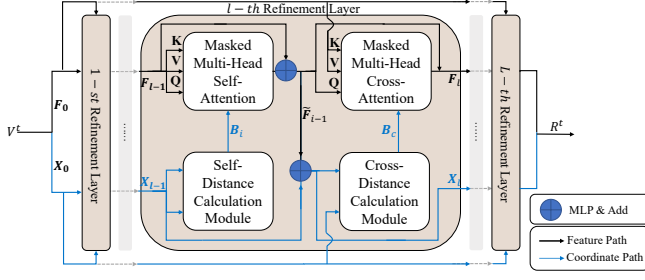 l-th Refinement Layer
V^t
F_0
X_0
1-st Refinement Layer
......
F_{l-1}
K
V
Q
Masked
Multi-Head
Self-
Attention
K
V
Q
Masked
Multi-Head
Cross-
Attention
F_l
F̃_{i-1}
B_i
B_c
X_{l-1}
Self-
Distance
Calculation
Module
Cross-
Distance
Calculation
Module
X_l
......
L-th Refinement Layer
R^t
MLP & Add
Feature Path
Coordinate Path